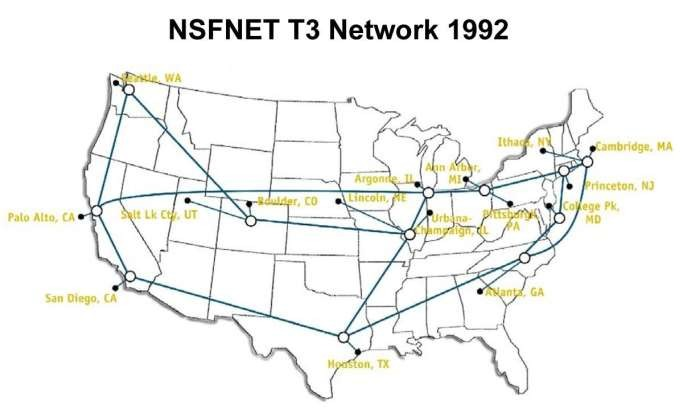 NSFNET T3 Network 1992
Seattle, WA
Ithaca, NY
Cambridge, MA
Ann Arbor,
MI
Argonne, IL
Princeton, NJ
Boulder, CO
Lincoln, NE
College Pk,
MD
Palo Alto, CA
Salt Lk Cty, UT
Urbana-
Champaign, IL
Pittsburgh,
PA
San Diego, CA
Atlanta, GA
Houston, TX